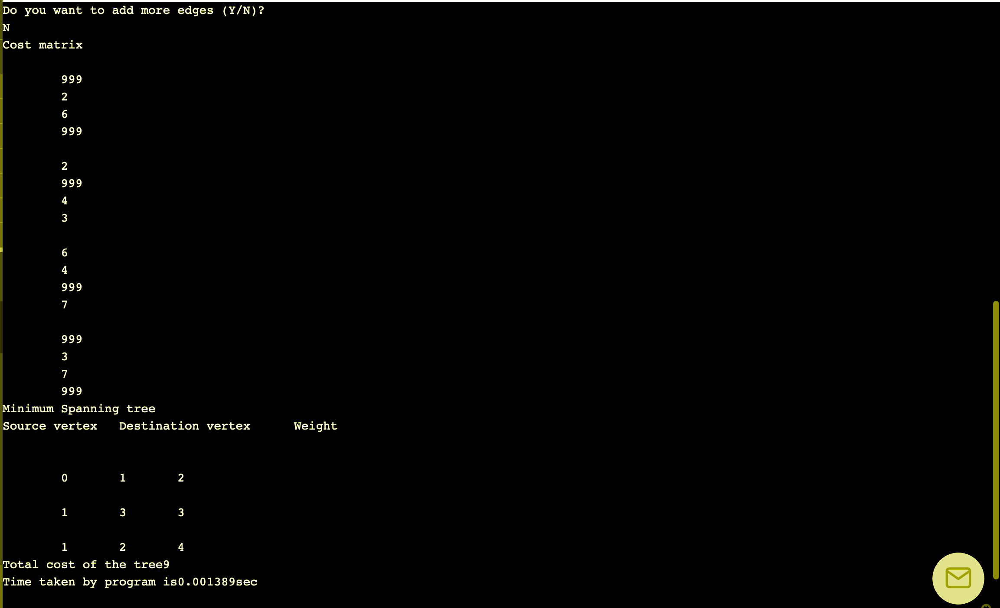 Do you want to add more edges (Y/N)?
N
Cost matrix
999
2
6
999
2
999
4
3
6
4
999
7
999
3
7
999
Minimum Spanning tree
Source vertex Destination vertex Weight
0 1 2
1 3 3
1 2 4
Total cost of the tree9
Time taken by program is0.001389sec